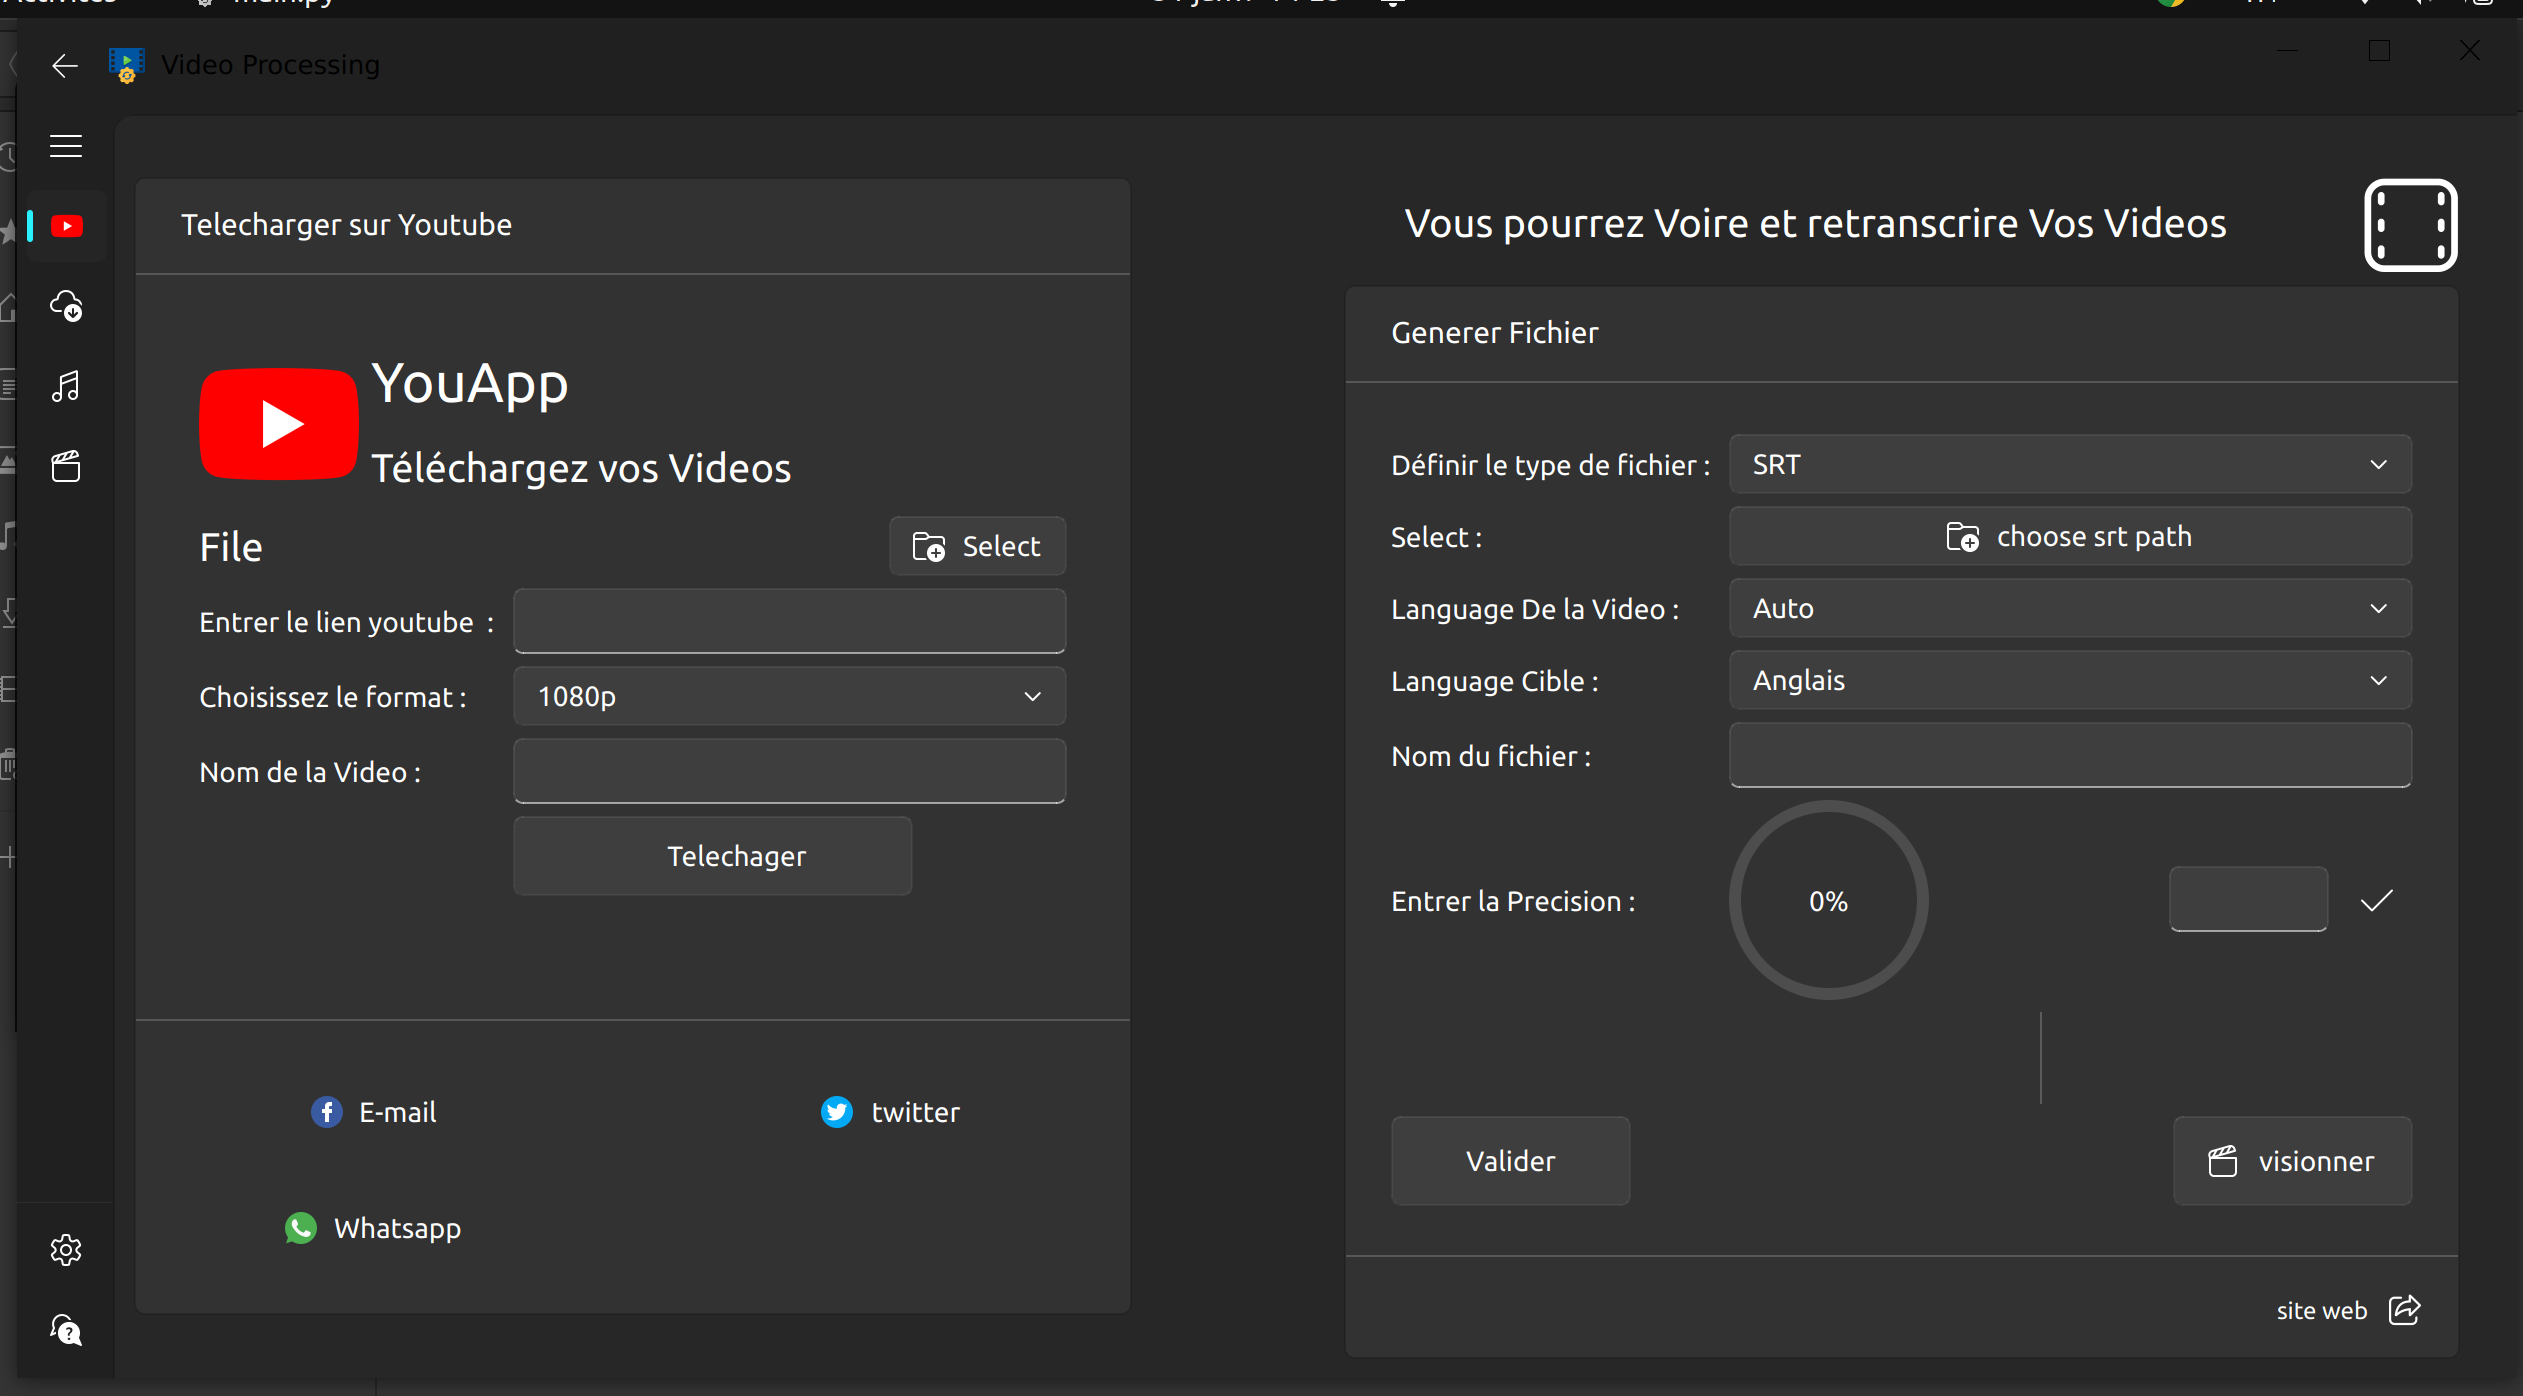 main.py
Video Processing
Telecharger sur Youtube
YouApp
Téléchargez vos Videos
File
Select
Entrer le lien youtube :
Choisissez le format :
1080p
Nom de la Video :
Telechager
E-mail
twitter
Whatsapp
Vous pourrez Voire et retranscrire Vos Videos
Generer Fichier
Définir le type de fichier :
SRT
Select :
choose srt path
Language De la Video :
Auto
Language Cible :
Anglais
Nom du fichier :
Entrer la Precision :
0%
Valider
visionner
site web